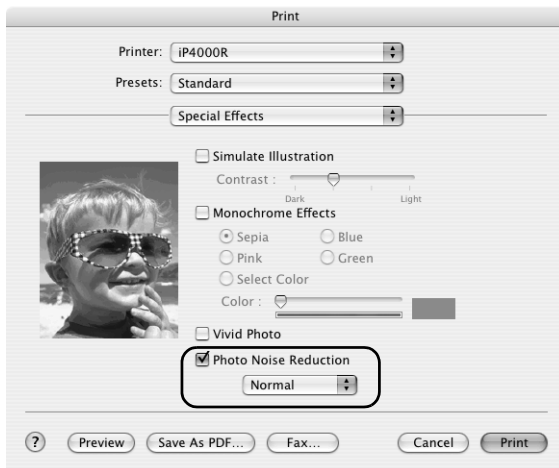 Print
Printer: iP4000R
Presets: Standard
Special Effects
Simulate Illustration
Contrast :
Dark Light
Monochrome Effects
Sepia Blue
Pink Green
Select Color
Color :
Vivid Photo
Photo Noise Reduction
Normal
? Preview Save As PDF... Fax... Cancel Print